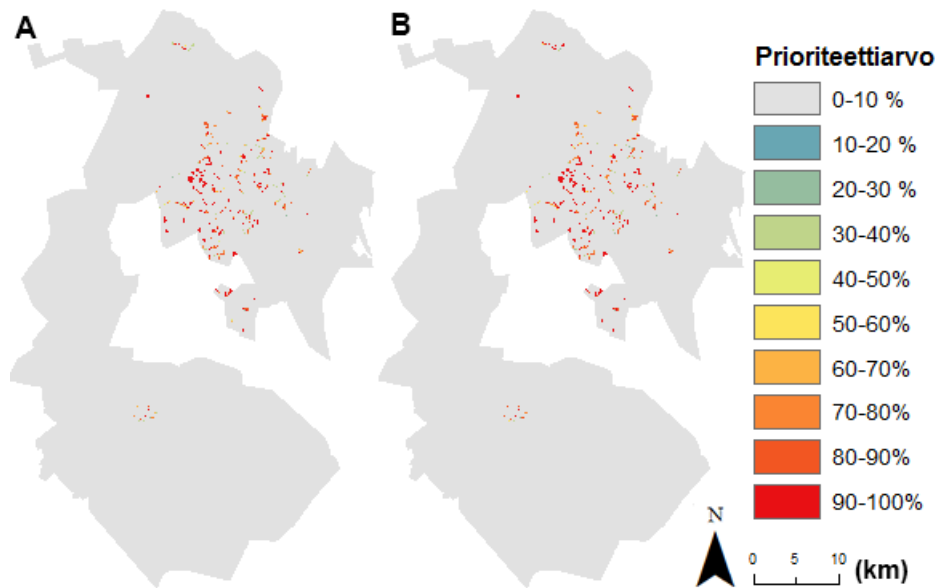 A
B
Prioriteettiarvo
0-10 %
10-20 %
20-30 %
30-40%
40-50%
50-60%
60-70%
70-80%
80-90%
90-100%
N
0 5 10 (km)